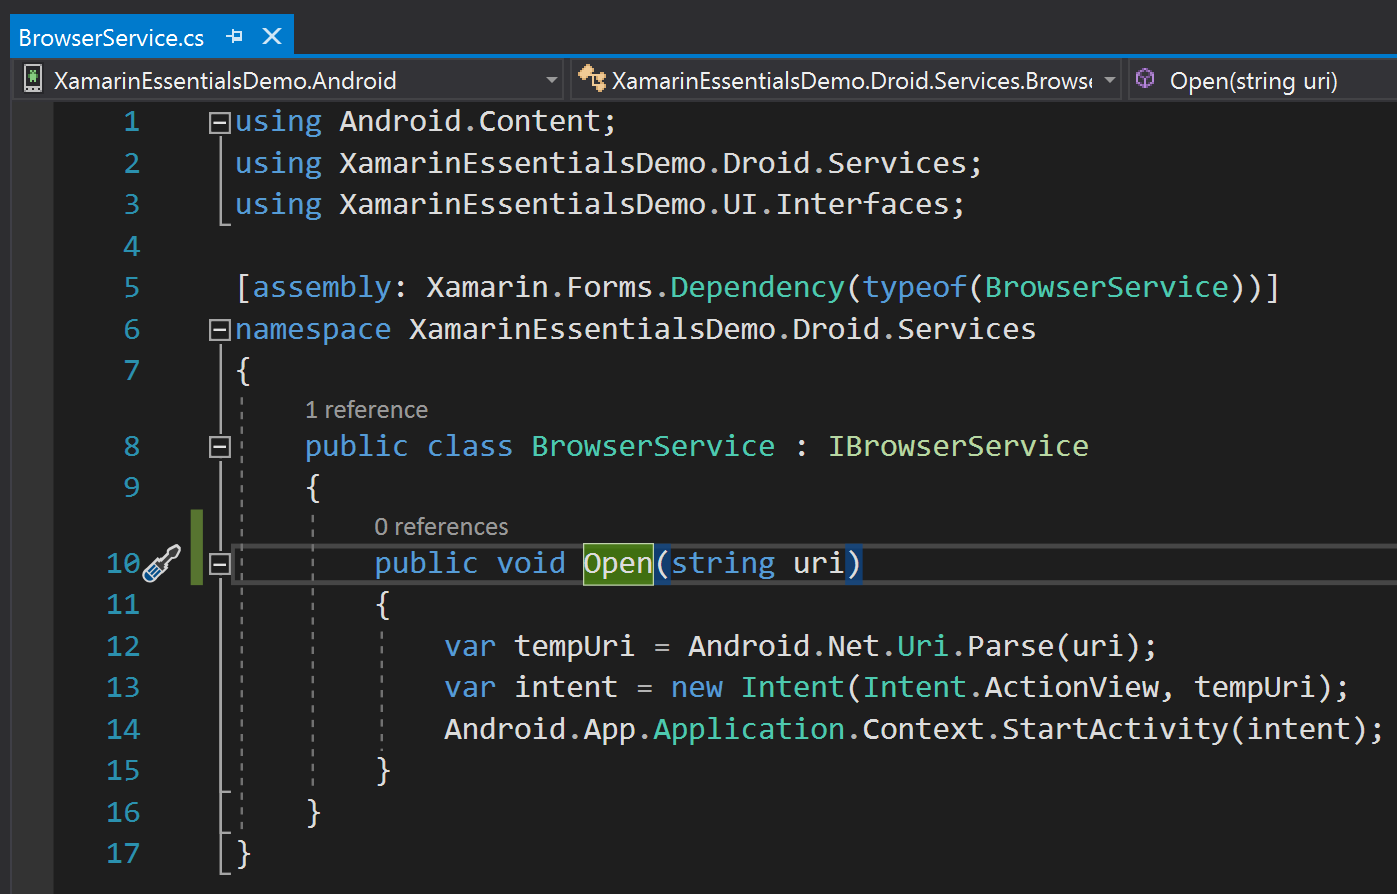 BrowserService.cs
XamarinEssentialsDemo.Android XamarinEssentialsDemo.Droid.Services.Browse Open(string uri)
1 using Android.Content;
2 using XamarinEssentialsDemo.Droid.Services;
3 using XamarinEssentialsDemo.UI.Interfaces;
4
5 [assembly: Xamarin.Forms.Dependency(typeof(BrowserService))]
6 namespace XamarinEssentialsDemo.Droid.Services
7 {
1 reference
8 public class BrowserService : IBrowserService
9 {
0 references
10 public void Open(string uri)
11 {
12 var tempUri = Android.Net.Uri.Parse(uri);
13 var intent = new Intent(Intent.ActionView, tempUri);
14 Android.App.Application.Context.StartActivity(intent);
15 }
16 }
17 }